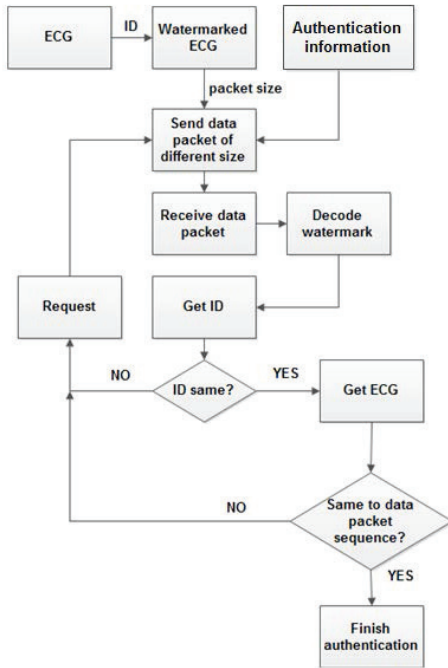 ECG
ID
Watermarked
ECG
Authentication
information
packet size
Send data
packet of
different size
Receive data
packet
Decode
watermark
Request
Get ID
NO
ID same?
YES
Get ECG
NO
Same to data
packet
sequence?
YES
Finish
authentication